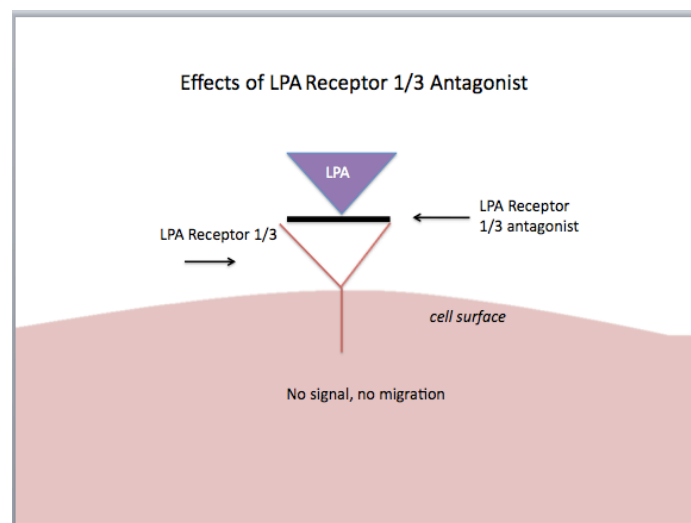 Effects of LPA Receptor 1/3 Antagonist
LPA
LPA Receptor
1/3 antagonist
LPA Receptor 1/3
cell surface
No signal, no migration